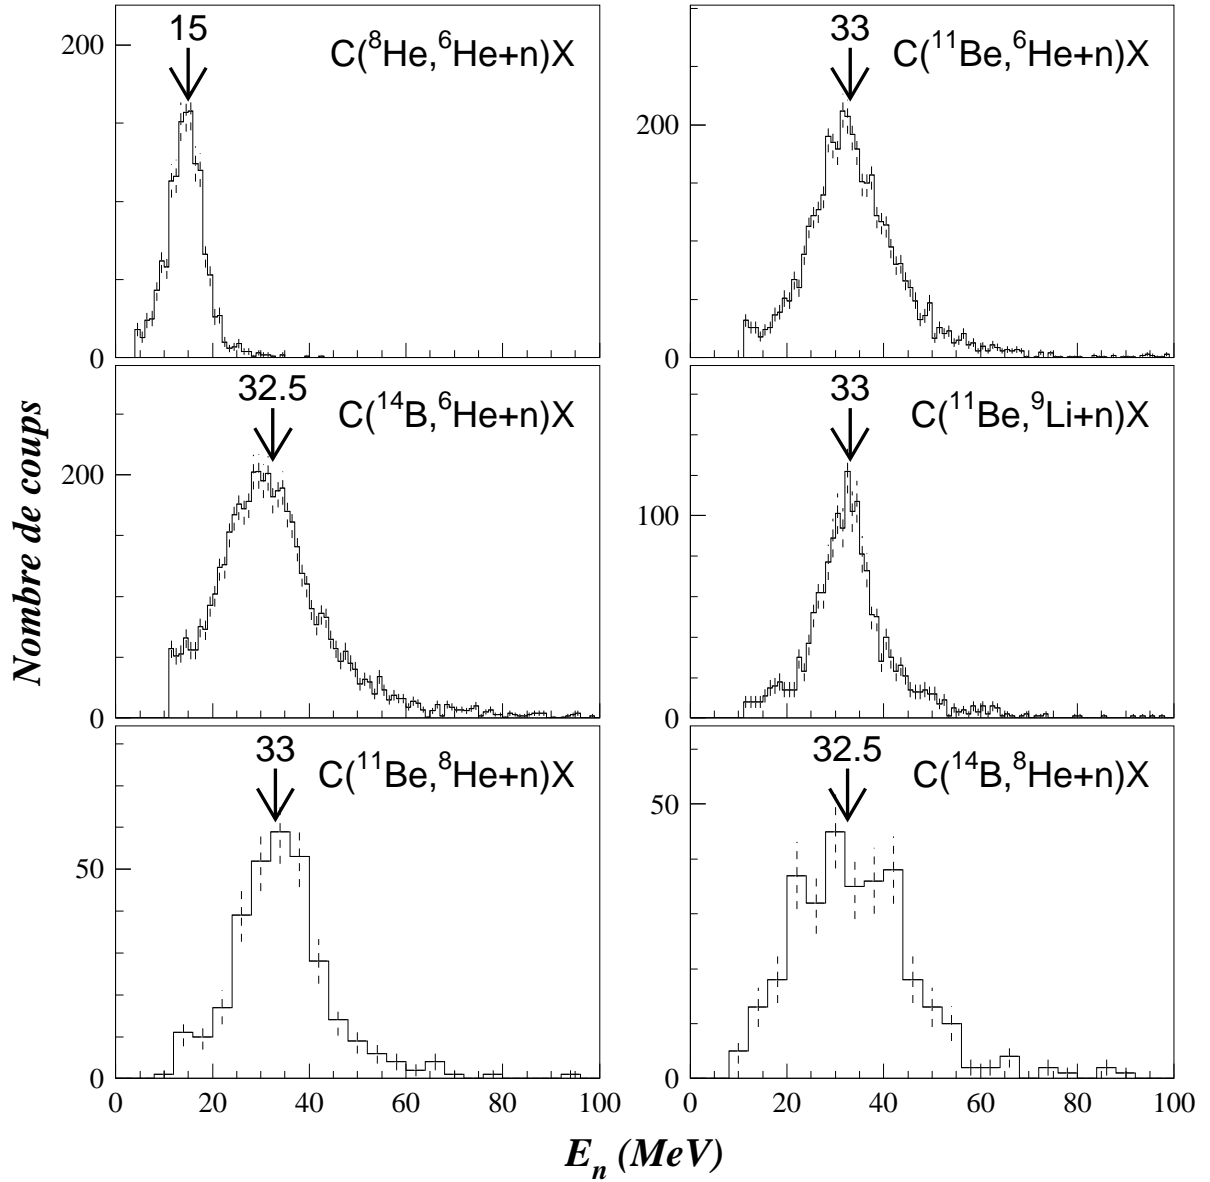 15
33
C(⁸He,⁶He+n)X
C(¹¹Be,⁶He+n)X
200
0
200
100
0
32.5
33
C(¹⁴B,⁶He+n)X
C(¹¹Be,⁹Li+n)X
200
100
0
0
33
32.5
C(¹¹Be,⁸He+n)X
C(¹⁴B,⁸He+n)X
50
0
50
0
0 20 40 60 80 100
0 20 40 60 80 100
Nombre de coups
Eₙ (MeV)